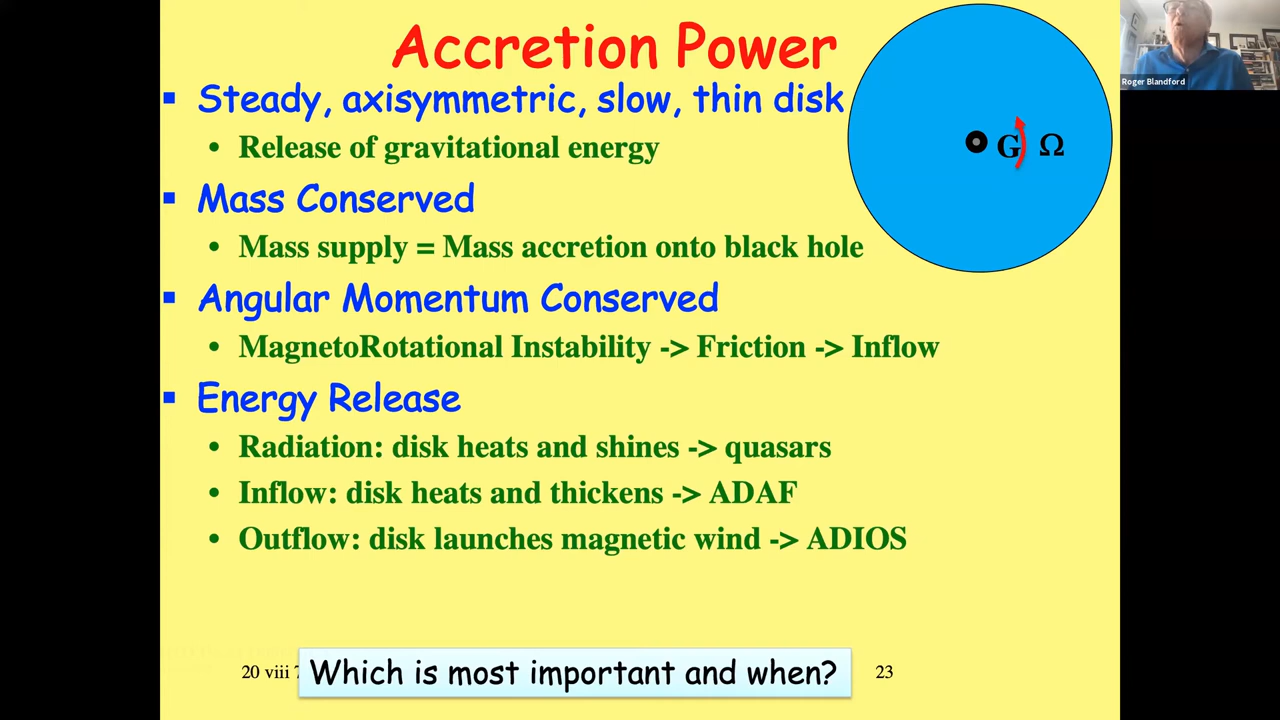 Accretion Power
Roger Blandford
▪ Steady, axisymmetric, slow, thin disk
• Release of gravitational energy
G Ω
▪ Mass Conserved
• Mass supply = Mass accretion onto black hole
▪ Angular Momentum Conserved
• MagnetoRotational Instability -> Friction -> Inflow
▪ Energy Release
• Radiation: disk heats and shines -> quasars
• Inflow: disk heats and thickens -> ADAF
• Outflow: disk launches magnetic wind -> ADIOS
20 viii
Which is most important and when?
23